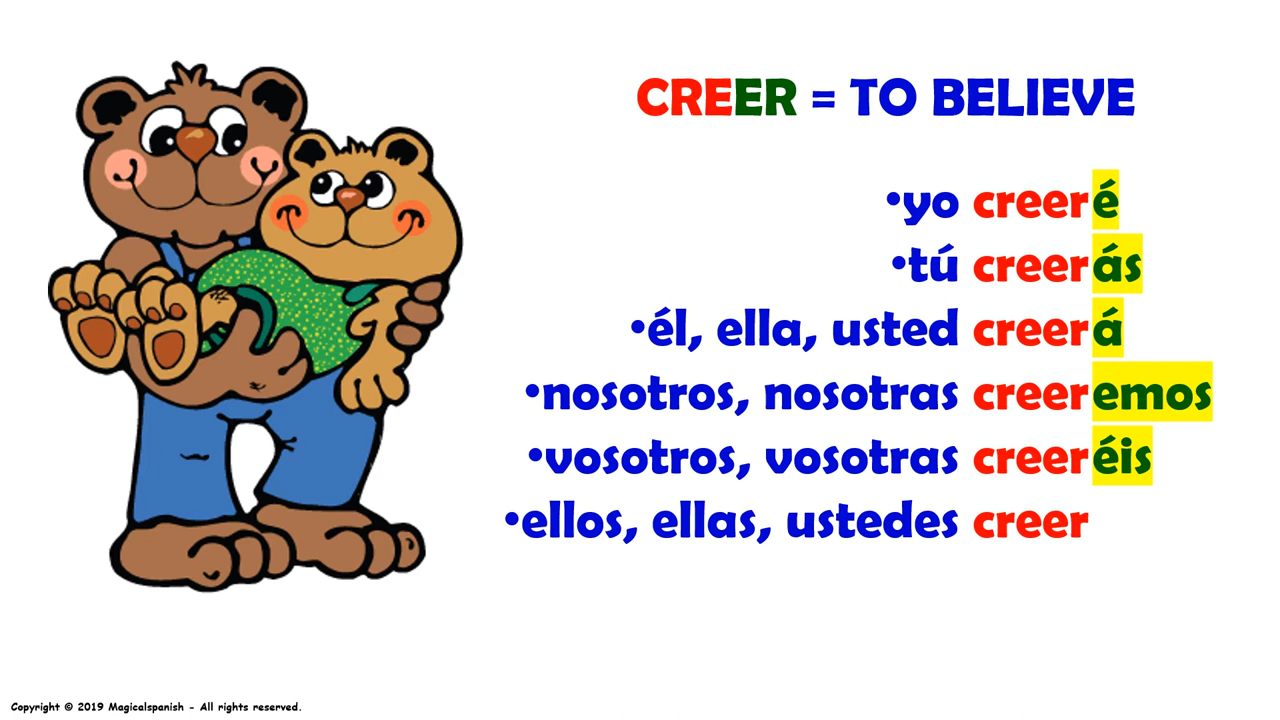 CREER = TO BELIEVE
•yo creeré
•tú creerás
•él, ella, usted creerá
•nosotros, nosotras creeremos
•vosotros, vosotras creeréis
•ellos, ellas, ustedes creer
Copyright © 2019 Magicalspanish - All rights reserved.